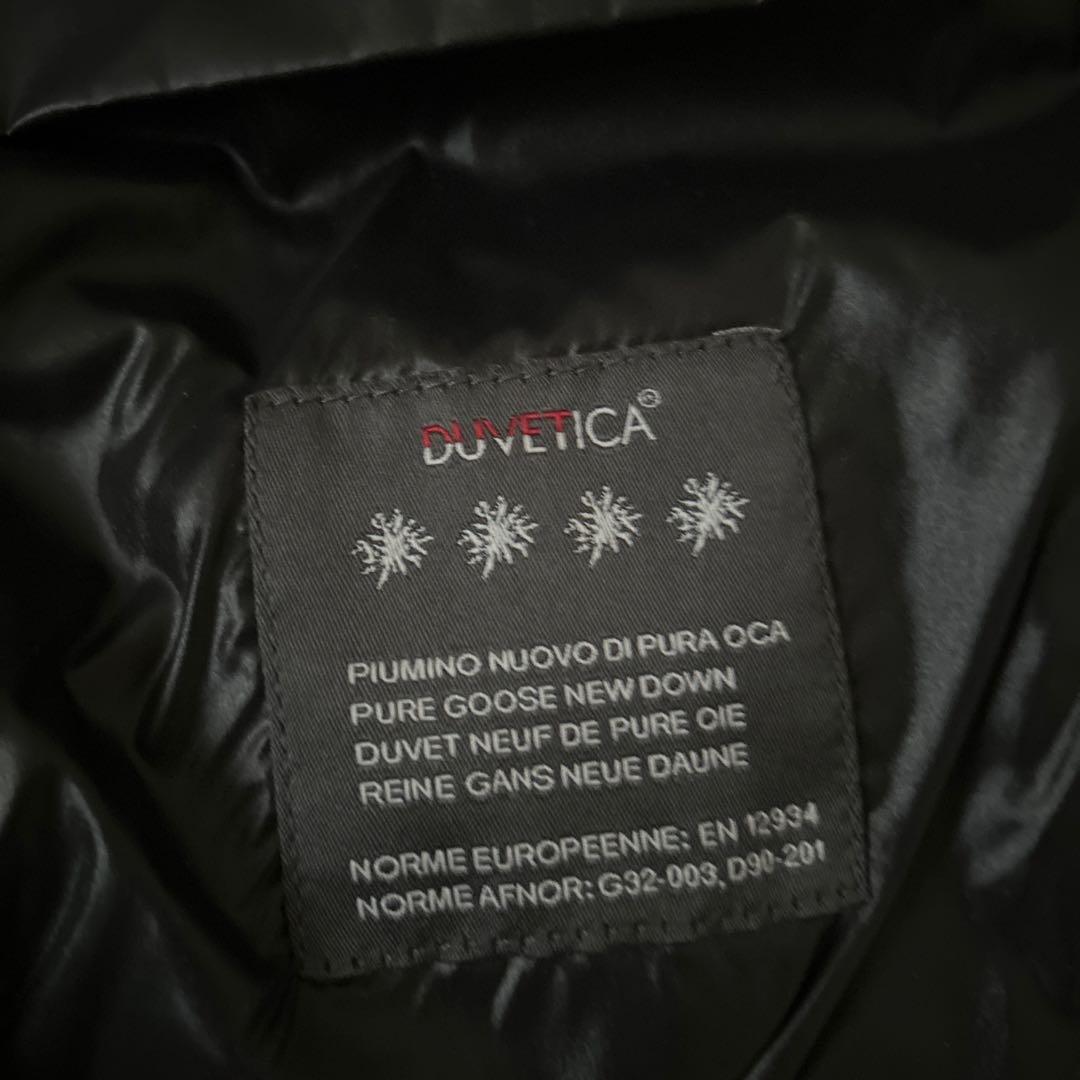 DUVETICA®
PIUMINO NUOVO DI PURA OCA
PURE GOOSE NEW DOWN
DUVET NEUF DE PURE OIE
REINE GANS NEUE DAUNE
NORME EUROPEENNE: EN 12934
NORME AFNOR: G32-003, D90-201